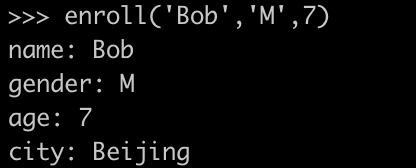 >>> enroll('Bob','M',7)
name: Bob
gender: M
age: 7
city: Beijing